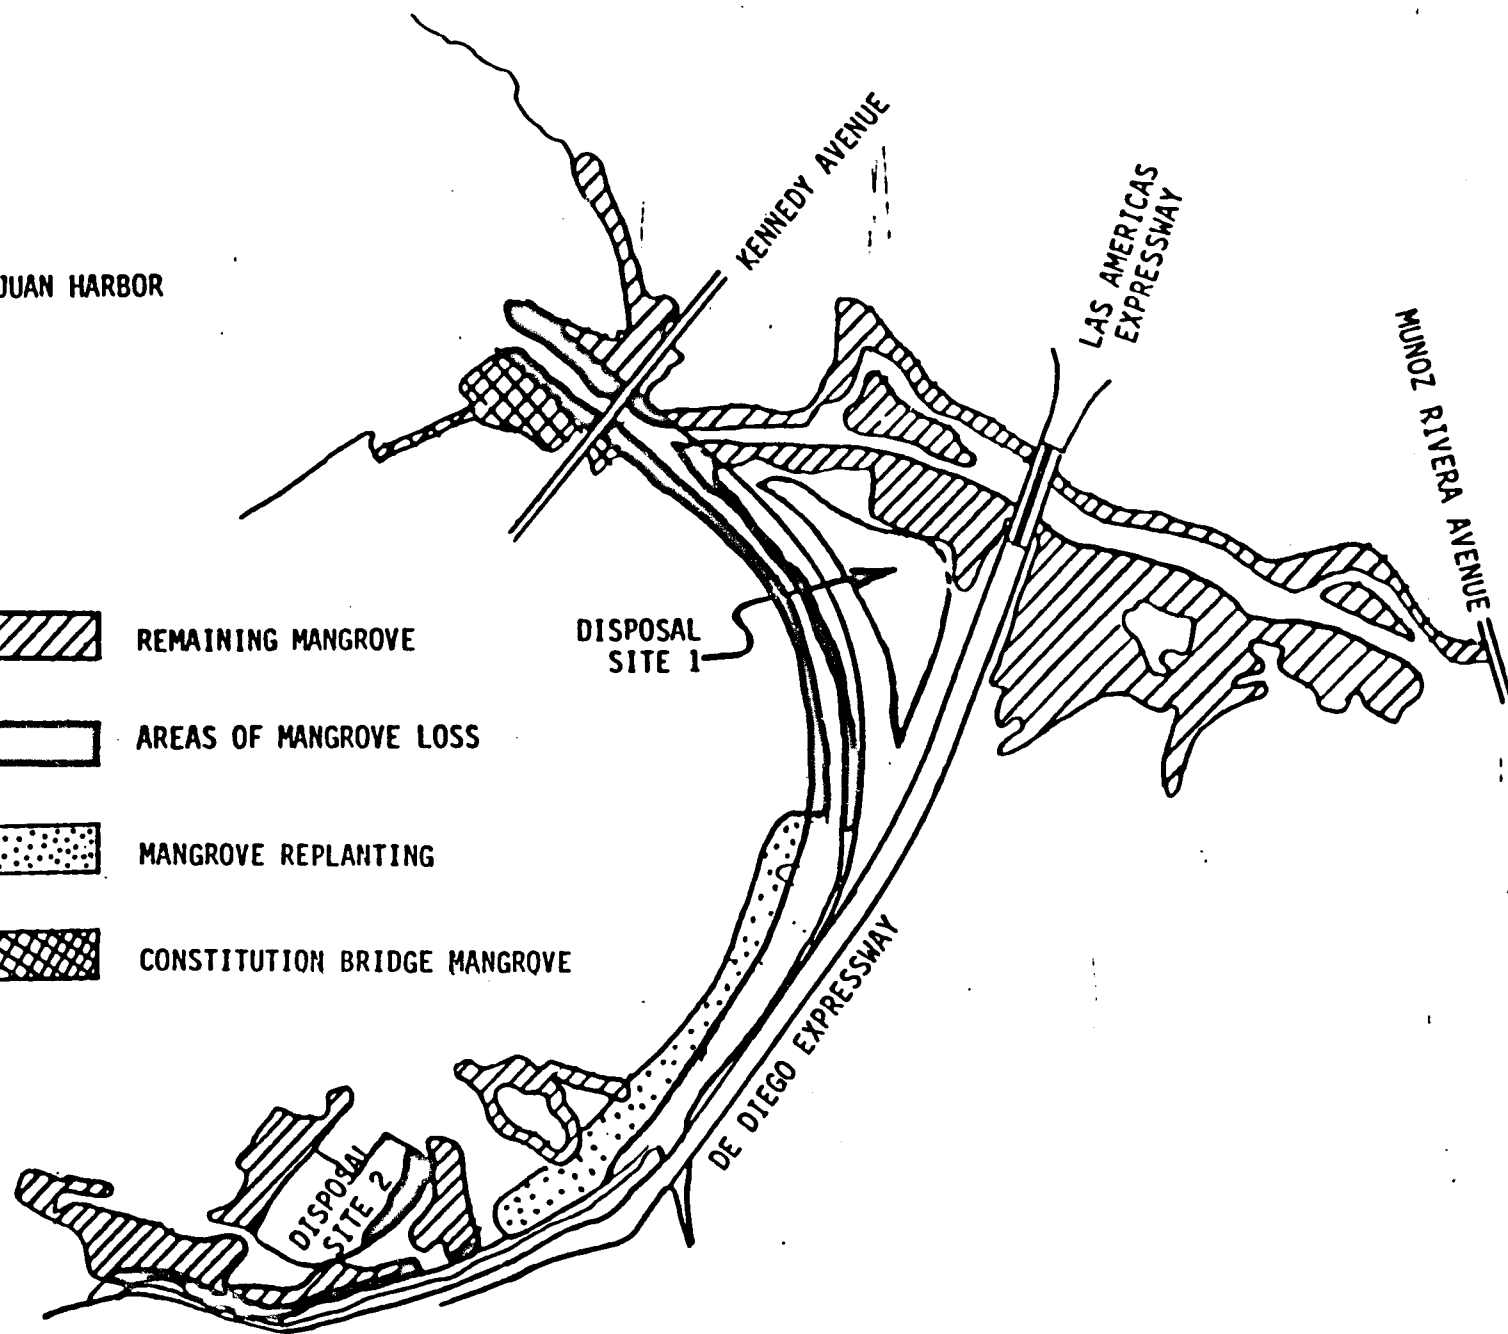 KENNEDY AVENUE
LAS AMERICAS
EXPRESSWAY
JUAN HARBOR
MUNOZ RIVERA AVENUE
DISPOSAL
SITE 1
REMAINING MANGROVE
AREAS OF MANGROVE LOSS
MANGROVE REPLANTING
CONSTITUTION BRIDGE MANGROVE
DE DIEGO EXPRESSWAY
DISPOSAL
SITE 2